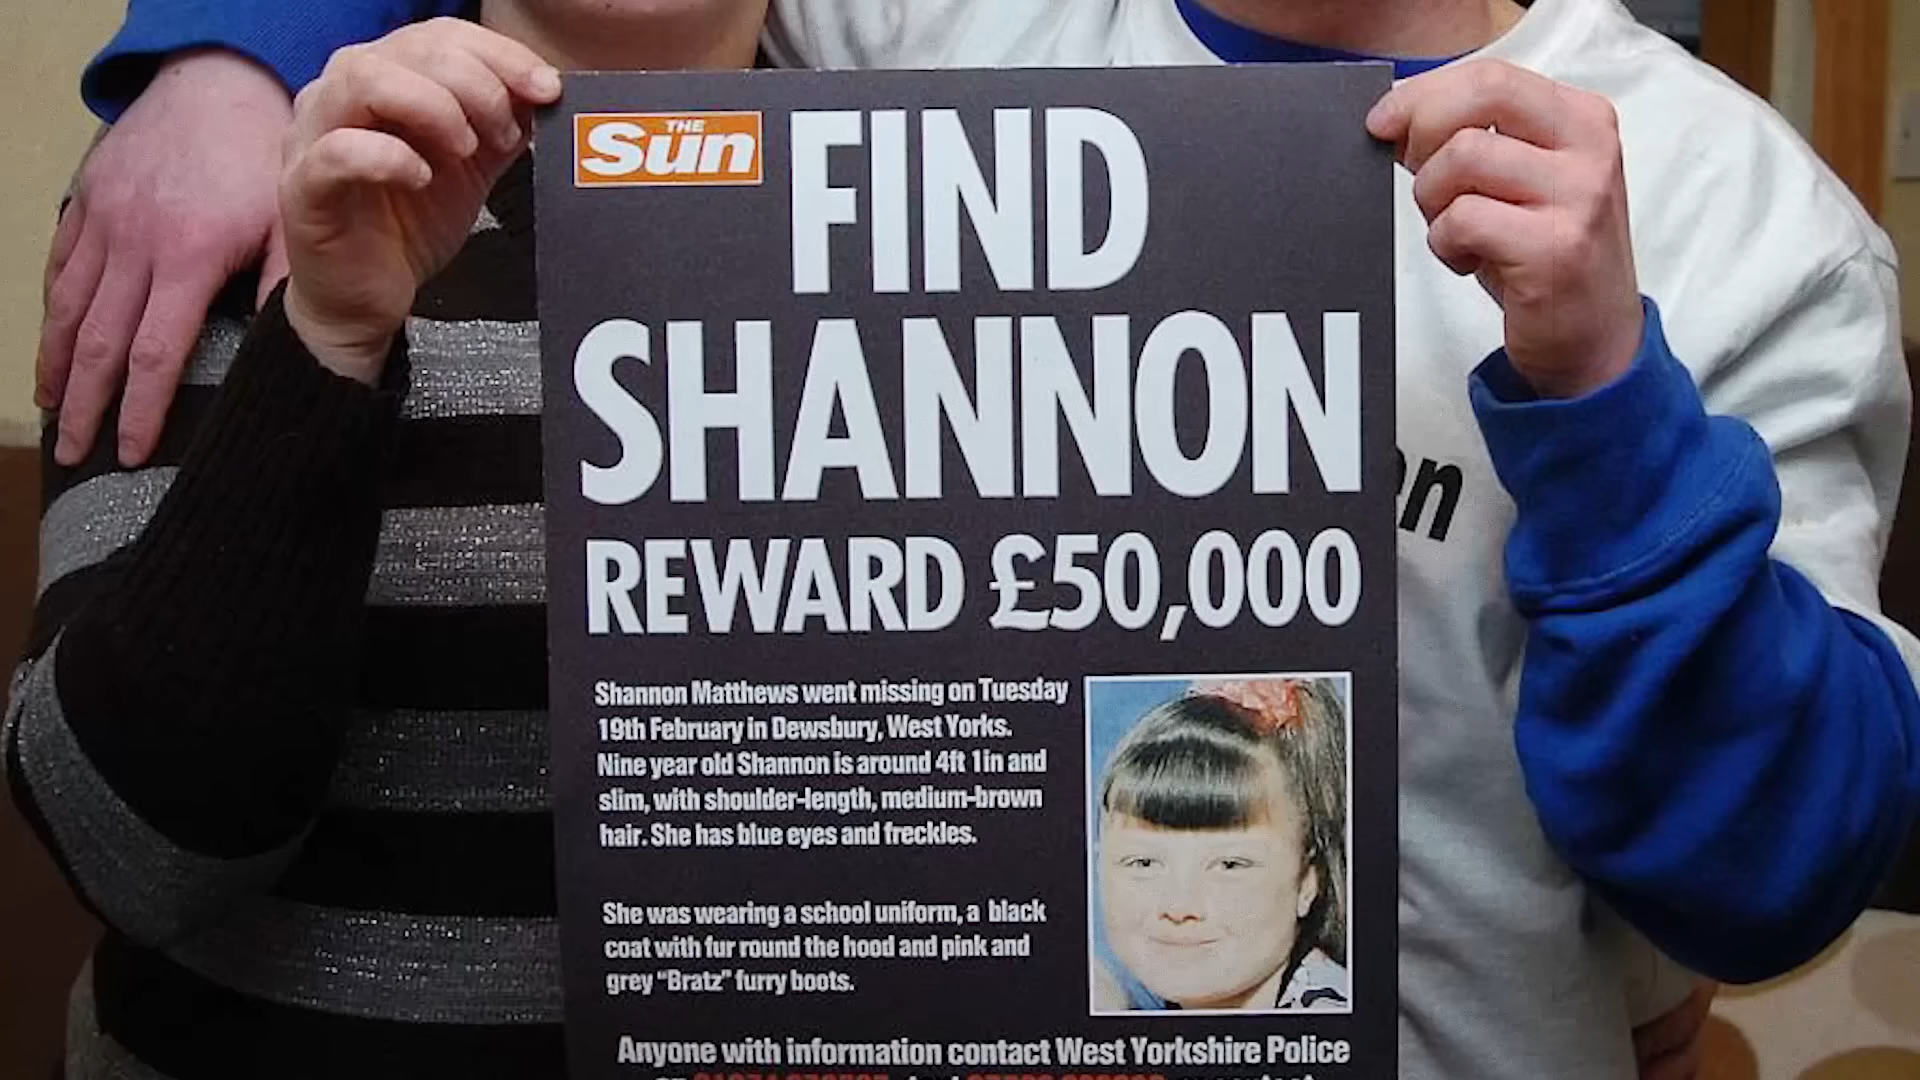 THE
Sun
FIND
SHANNON
REWARD £50,000
Shannon Matthews went missing on Tuesday
19th February in Dewsbury, West Yorks.
Nine year old Shannon is around 4ft 1in and
slim, with shoulder-length, medium-brown
hair. She has blue eyes and freckles.
She was wearing a school uniform, a black
coat with fur round the hood and pink and
grey "Bratz" furry boots.
Anyone with information contact West Yorkshire Police
en